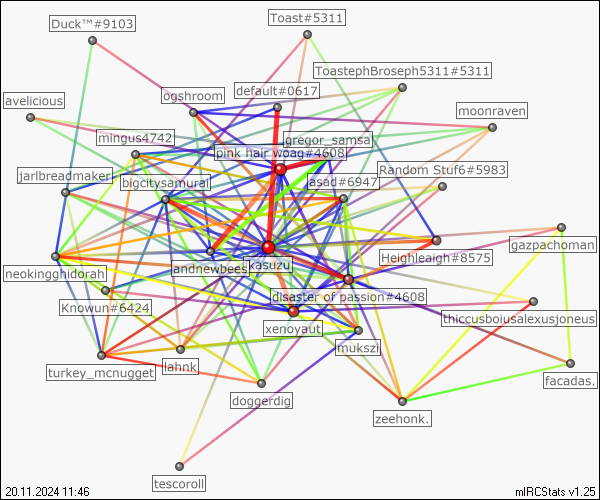 Duck™#9103
Toast#5311
ToastephBroseph5311#5311
ogshroom
default#0617
avelicious
moonraven
mingus4742
gregor_samsa
pink hair woag#4608
Random Stuf6#5983
jarlbreadmaker
bigcitysamurai
jasad#6947
gazpachoman
Heighleaigh#8575
andnewbees
kasuzu
neokingghidorah
disaster of passion#4608
Knowun#6424
thiccusboiusalexusjoneus
xenoyaut
mukszi
turkey_mcnugget
lahnk
facadas.
doggerdig
zeehonk.
tescoroll
20.11.2024 11:46
mIRCStats v1.25